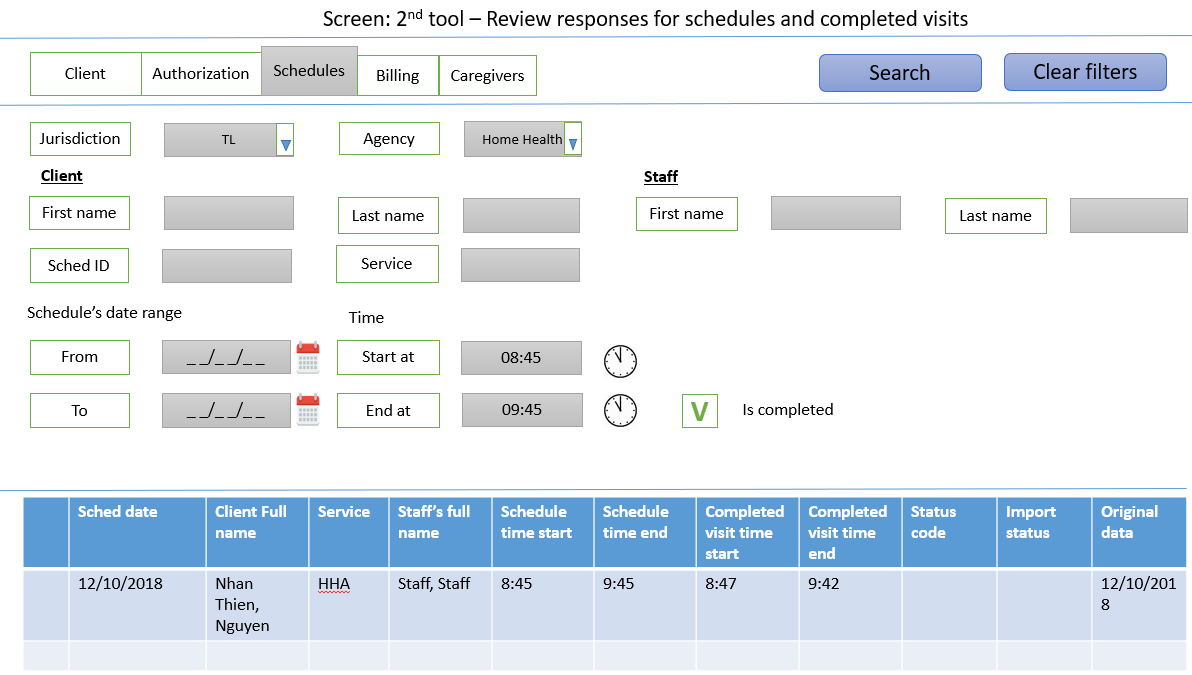 Screen: 2nd tool – Review responses for schedules and completed visits
Client Authorization Schedules Billing Caregivers Search Clear filters
Jurisdiction TL Agency Home Health
Client Staff
First name Last name First name Last name
Sched ID Service
Schedule’s date range Time
From _ _/_ _/_ _ Start at 08:45
To _ _/_ _/_ _ End at 09:45 V Is completed
Sched date Client Full Service Staff’s full Schedule Schedule Completed Completed Status Import Original
name name time start time end visit time visit time code status data
start end
12/10/2018 Nhan HHA Staff, Staff 8:45 9:45 8:47 9:42 12/10/201
Thien, 8
Nguyen